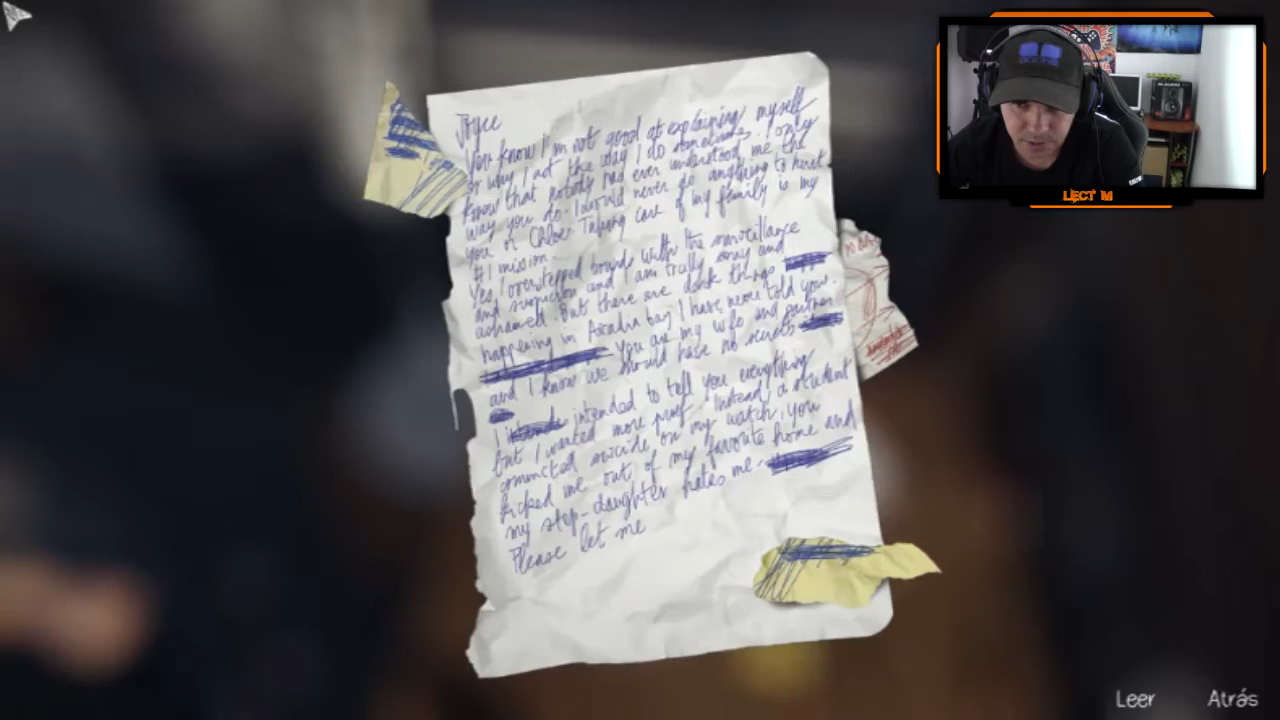 Joyce
You know I'm not good at explaining myself
or why I act the way I do sometimes. I only
know that nobody has ever understood me the
way you do. I would never do anything to hurt
you or Chloe. Taking care of my family is my
#1 mission.
Yes, I overstepped bounds with the surveillance
and suspicion and I am truly sorry and
ashamed. But there are dark things
happening in Arcadia Bay I have never told you.
You are my wife and partner
and I know we should have no secrets
I intended to tell you everything
but I wanted more proof. Instead, a student
committed suicide on my watch, you
kicked me out of my favorite home and
my step-daughter hates me.
Please let me
LECT M
Leer
Atrás